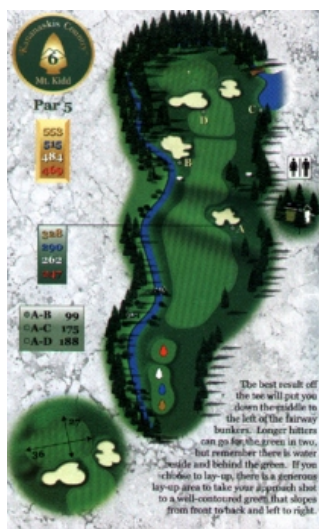 Kananaskis Country
6
Mt. Kidd
Par 5
553
515
484
469
328
290
262
247
A-B 99
A-C 175
A-D 188
C
D
B
A
27
36
The best result off
the tee will put you
down the middle to
the left of the fairway
bunkers. Longer hitters
can go for the green in two,
but remember there is water
beside and behind the green. If you
choose to lay-up, there is a generous
lay-up area to take your approach shot
to a well-contoured green that slopes
from front to back and left to right.